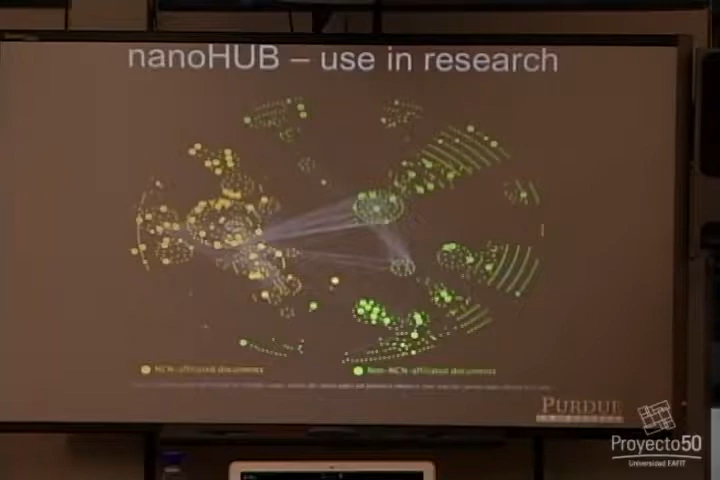 nanoHUB – use in research
NCN-affiliated documents
Non-NCN-affiliated documents
PURDUE
Proyecto50
Universidad EAFIT